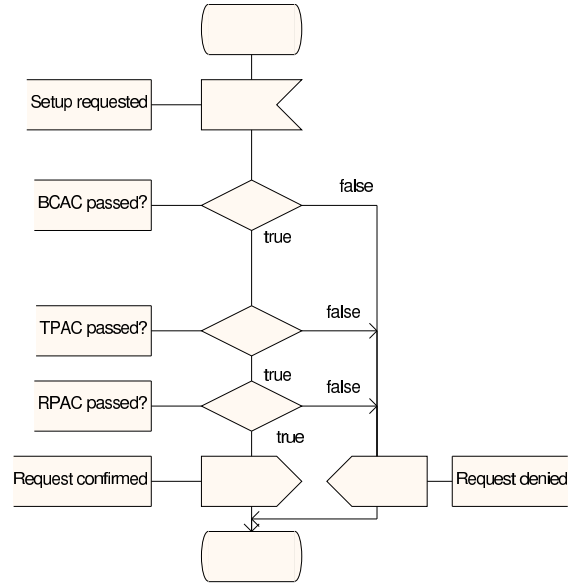 Setup requested
false
BCAC passed?
true
false
TPAC passed?
true
false
RPAC passed?
true
Request confirmed
Request denied